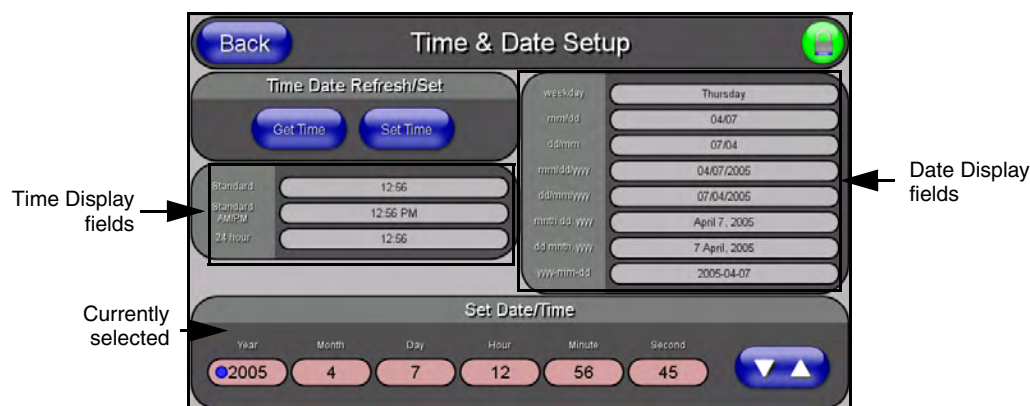 Back
Time & Date Setup
Time Date Refresh/Set
Get Time
Set Time
Time Display
fields
Standard 12:56
Standard
AM/PM 12:56 PM
24 hour 12:56
weekday Thursday
mm/dd 04/07
dd/mm 07/04
mm/dd/yyyy 04/07/2005
dd/mm/yyyy 07/04/2005
mnth dd, yyyy April 7, 2005
dd mnth, yyyy 7 April, 2005
yyyy-mm-dd 2005-04-07
Date Display
fields
Currently
selected
Set Date/Time
Year Month Day Hour Minute Second
2005 4 7 12 56 45